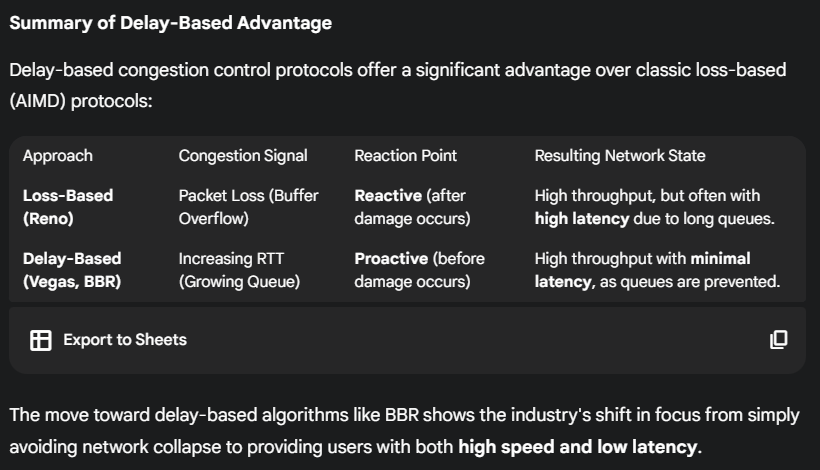 Summary of Delay-Based Advantage
Delay-based congestion control protocols offer a significant advantage over classic loss-based
(AIMD) protocols:
Approach Congestion Signal Reaction Point Resulting Network State
Loss-Based Packet Loss (Buffer Reactive (after High throughput, but often with
(Reno) Overflow) damage occurs) high latency due to long queues.
Delay-Based Increasing RTT Proactive (before High throughput with minimal
(Vegas, BBR) (Growing Queue) damage occurs) latency, as queues are prevented.
Export to Sheets
The move toward delay-based algorithms like BBR shows the industry's shift in focus from simply
avoiding network collapse to providing users with both high speed and low latency.